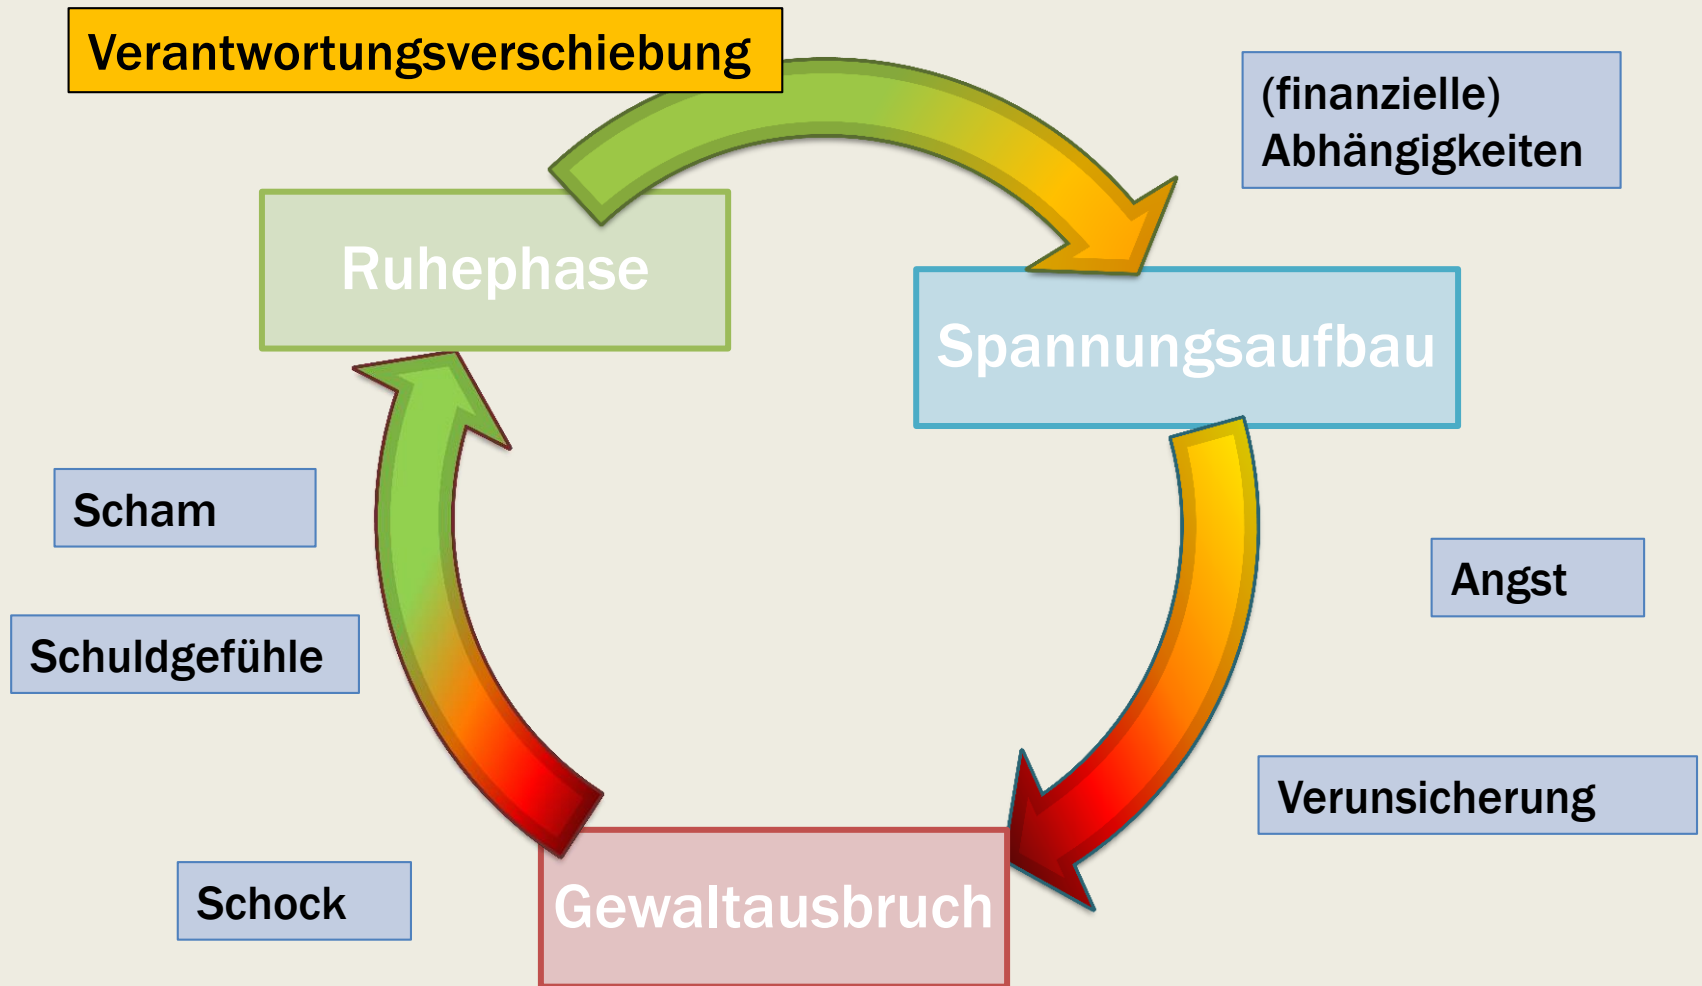 Verantwortungsverschiebung
(finanzielle)
Abhängigkeiten
Ruhephase
Spannungsaufbau
Scham
Angst
Schuldgefühle
Verunsicherung
Schock
Gewaltausbruch